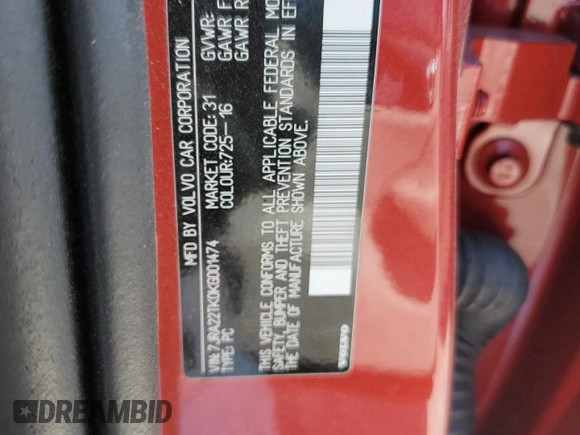 MFD BY VOLVO CAR CORPORATION
GVWR:
GAWR F
GAWR R
VIN: 7JRA22TK0KG001474
MARKET CODE: 31
TYPE: PC
COLOUR:725-16
THIS VEHICLE CONFORMS TO ALL APPLICABLE FEDERAL MO
SAFETY, BUMPER, AND THEFT PREVENTION STANDARDS IN EF
THE DATE OF MANUFACTURE SHOWN ABOVE.
VOLVO
DREAMBID